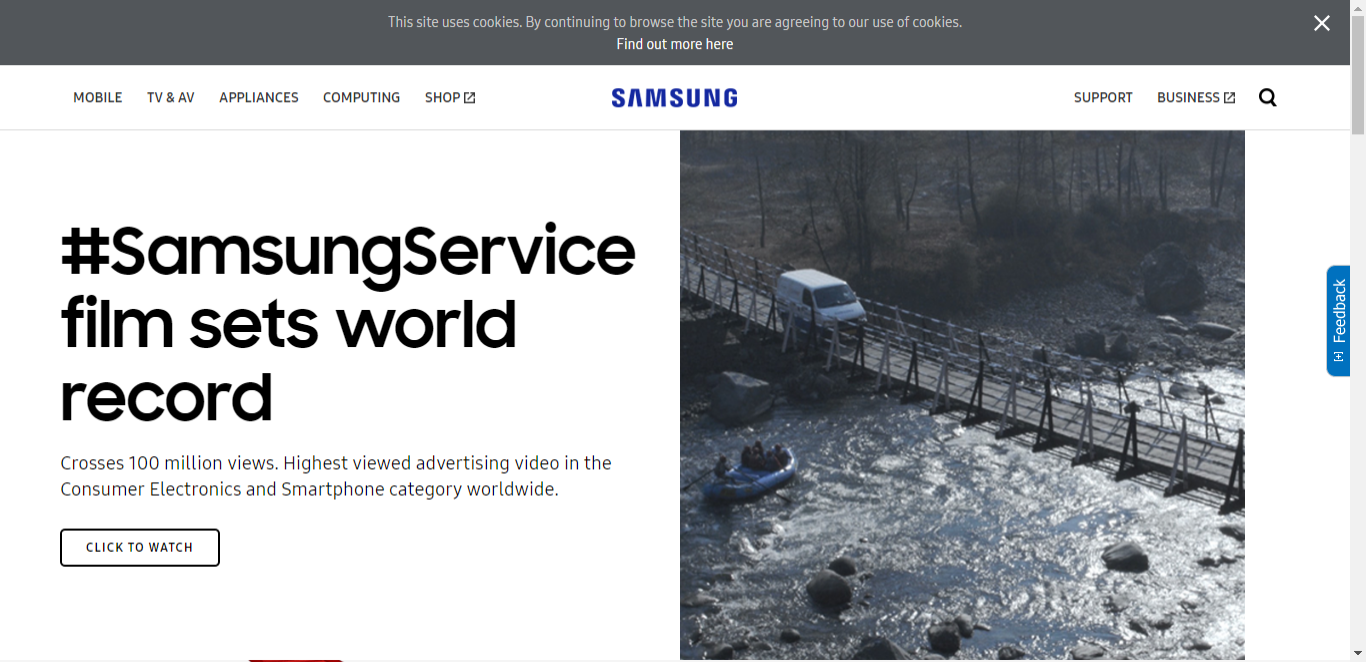 This site uses cookies. By continuing to browse the site you are agreeing to our use of cookies.
Find out more here
MOBILE TV & AV APPLIANCES COMPUTING SHOP SAMSUNG SUPPORT BUSINESS
#SamsungService
film sets world
record
Crosses 100 million views. Highest viewed advertising video in the
Consumer Electronics and Smartphone category worldwide.
CLICK TO WATCH
Feedback